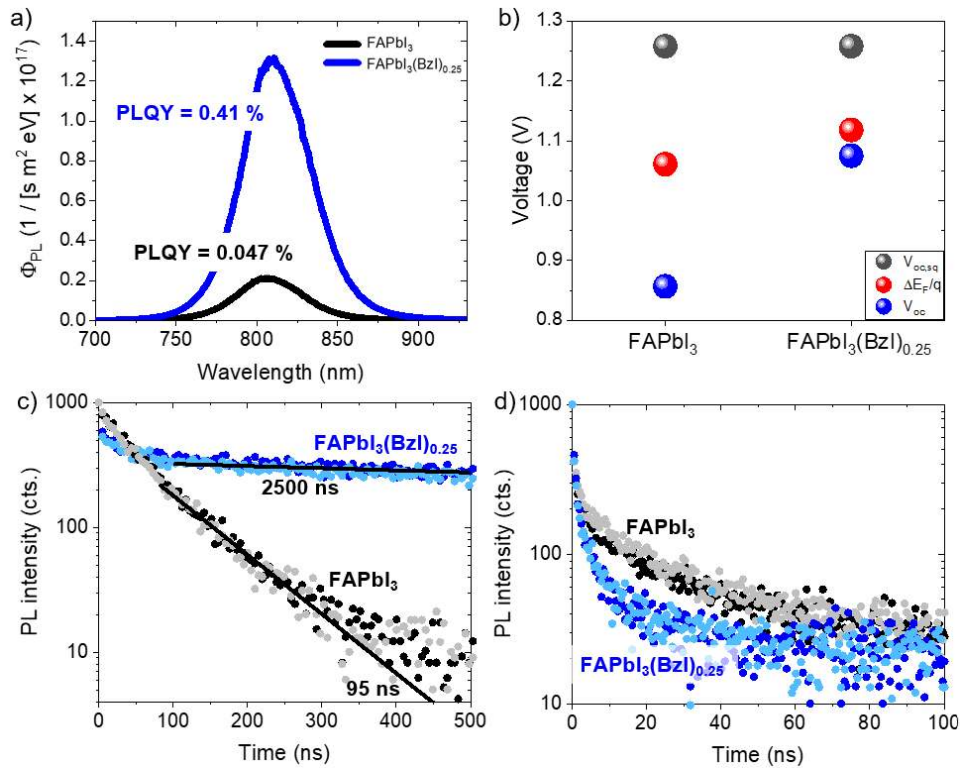 a)
Φ_PL (1 / [s m² eV] x 10¹⁷)
1.4
1.2
1.0
0.8
0.6
0.4
0.2
0.0
FAPbI₃
FAPbI₃(BzI)₀.₂₅
PLQY = 0.41 %
PLQY = 0.047 %
700 750 800 850 900
Wavelength (nm)
b)
Voltage (V)
1.3
1.2
1.1
1.0
0.9
0.8
V_oc,sq
ΔE_F/q
V_oc
FAPbI₃ FAPbI₃(BzI)₀.₂₅
c)
PL intensity (cts.)
1000
100
10
FAPbI₃(BzI)₀.₂₅
2500 ns
FAPbI₃
95 ns
0 100 200 300 400 500
Time (ns)
d)
PL intensity (cts.)
1000
100
10
FAPbI₃
FAPbI₃(BzI)₀.₂₅
0 20 40 60 80 100
Time (ns)